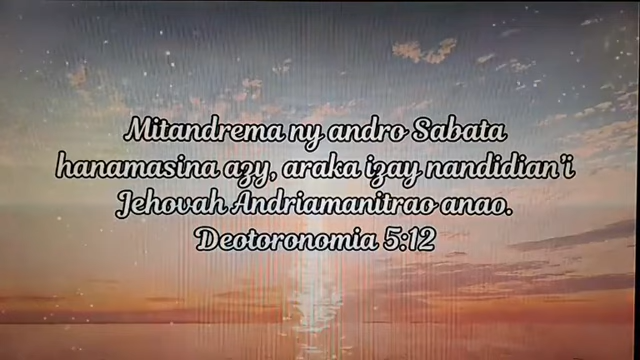 Mitandrema ny andro Sabata
hanamasina azy, araka izay nandidian'i
Jehovah Andriamanitrao anao.
Deotoronomia 5:12